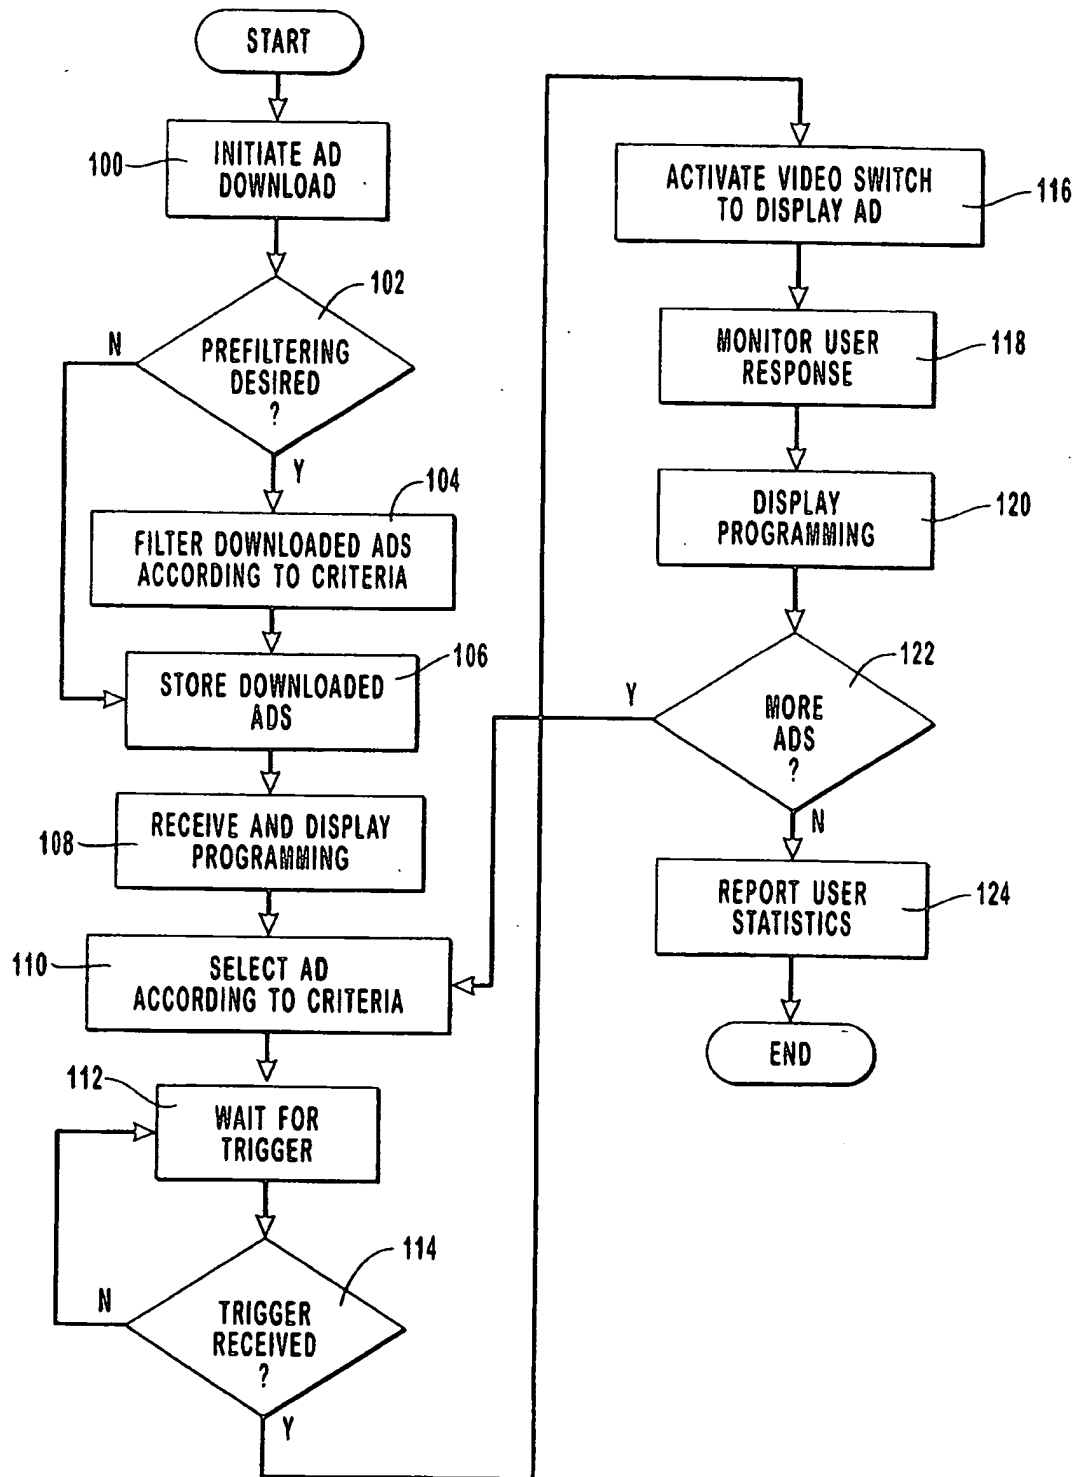 START
100
INITIATE AD
DOWNLOAD
102
N
PREFILTERING
DESIRED
?
Y
104
FILTER DOWNLOADED ADS
ACCORDING TO CRITERIA
106
STORE DOWNLOADED
ADS
108
RECEIVE AND DISPLAY
PROGRAMMING
110
SELECT AD
ACCORDING TO CRITERIA
112
WAIT FOR
TRIGGER
114
N
TRIGGER
RECEIVED
?
Y
ACTIVATE VIDEO SWITCH
TO DISPLAY AD
116
MONITOR USER
RESPONSE
118
DISPLAY
PROGRAMMING
120
122
Y
MORE
ADS
?
N
REPORT USER
STATISTICS
124
END